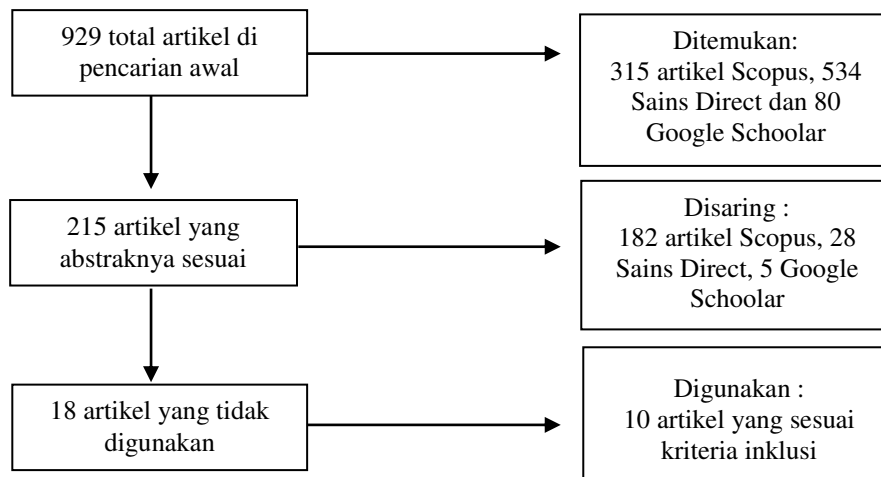 929 total artikel di
pencarian awal
Ditemukan:
315 artikel Scopus, 534
Sains Direct dan 80
Google Schoolar
215 artikel yang
abstraknya sesuai
Disaring :
182 artikel Scopus, 28
Sains Direct, 5 Google
Schoolar
18 artikel yang tidak
digunakan
Digunakan :
10 artikel yang sesuai
kriteria inklusi